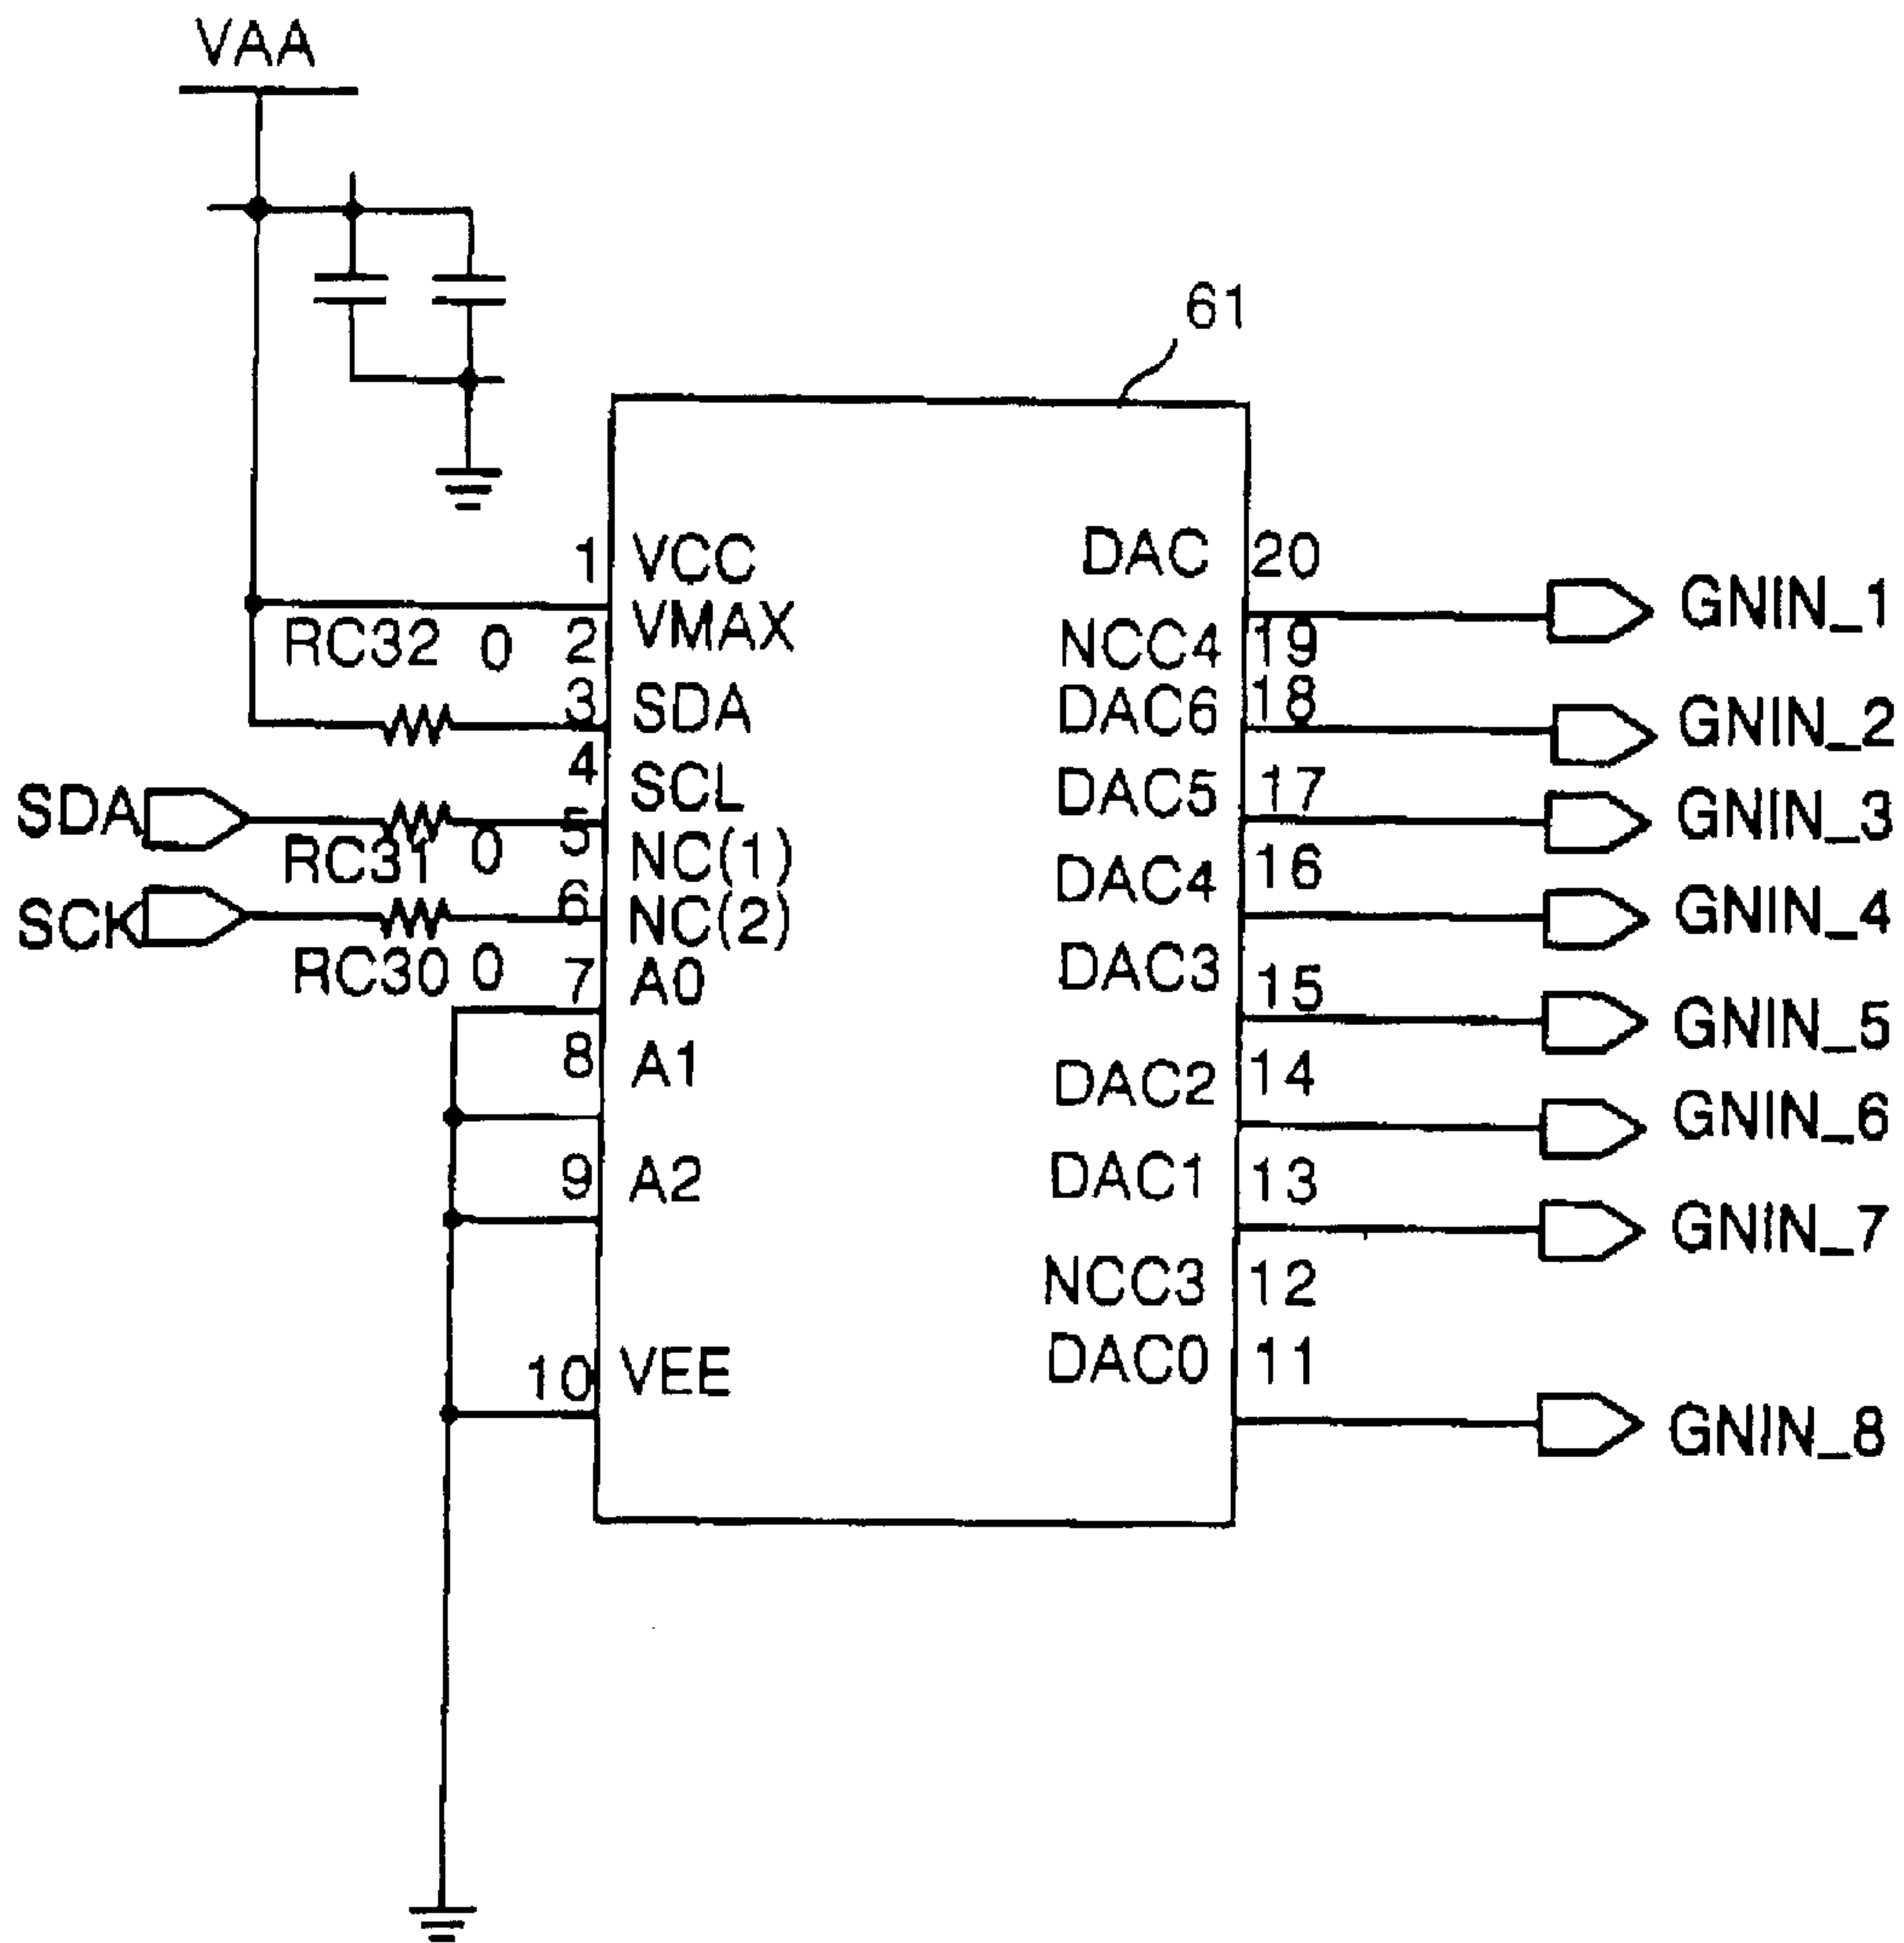 VAA
61
1 VCC DAC 20
GNIN_1
RC32 0 2 VMAX NCC4 19
3 SDA DAC6 18
GNIN_2
4 SCL DAC5 17
SDA GNIN_3
RC31 0 5 NC(1) DAC4 16
SCK 6 NC(2) GNIN_4
RC30 0 7 A0 DAC3 15
GNIN_5
8 A1 DAC2 14
GNIN_6
9 A2 DAC1 13
GNIN_7
NCC3 12
10 VEE DAC0 11
GNIN_8